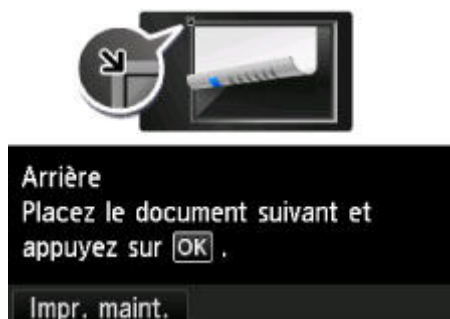 Arrière
Placez le document suivant et
appuyez sur OK .
Impr. maint.